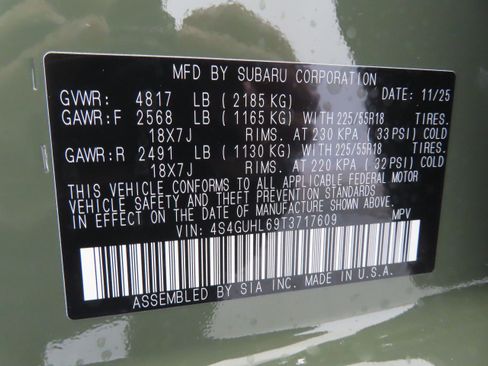 MFD BY SUBARU CORPORATION
GVWR: 4817 LB (2185 KG) DATE: 11/25
GAWR:F 2568 LB (1165 KG) WITH 225/55R18 TIRES.
18X7J RIMS. AT 230 KPA (33 PSI) COLD
GAWR:R 2491 LB (1130 KG) WITH 225/55R18 TIRES.
18X7J RIMS. AT 220 KPA (32 PSI) COLD
THIS VEHICLE CONFORMS TO ALL APPLICABLE FEDERAL MOTOR
VEHICLE SAFETY AND THEFT PREVENTION STANDARDS
IN EFFECT ON THE DATE OF MANUFACTURE SHOWN ABOVE.
VIN: 4S4GUHL69T3717609 MPV
ASSEMBLED BY SIA INC. MADE IN U.S.A.